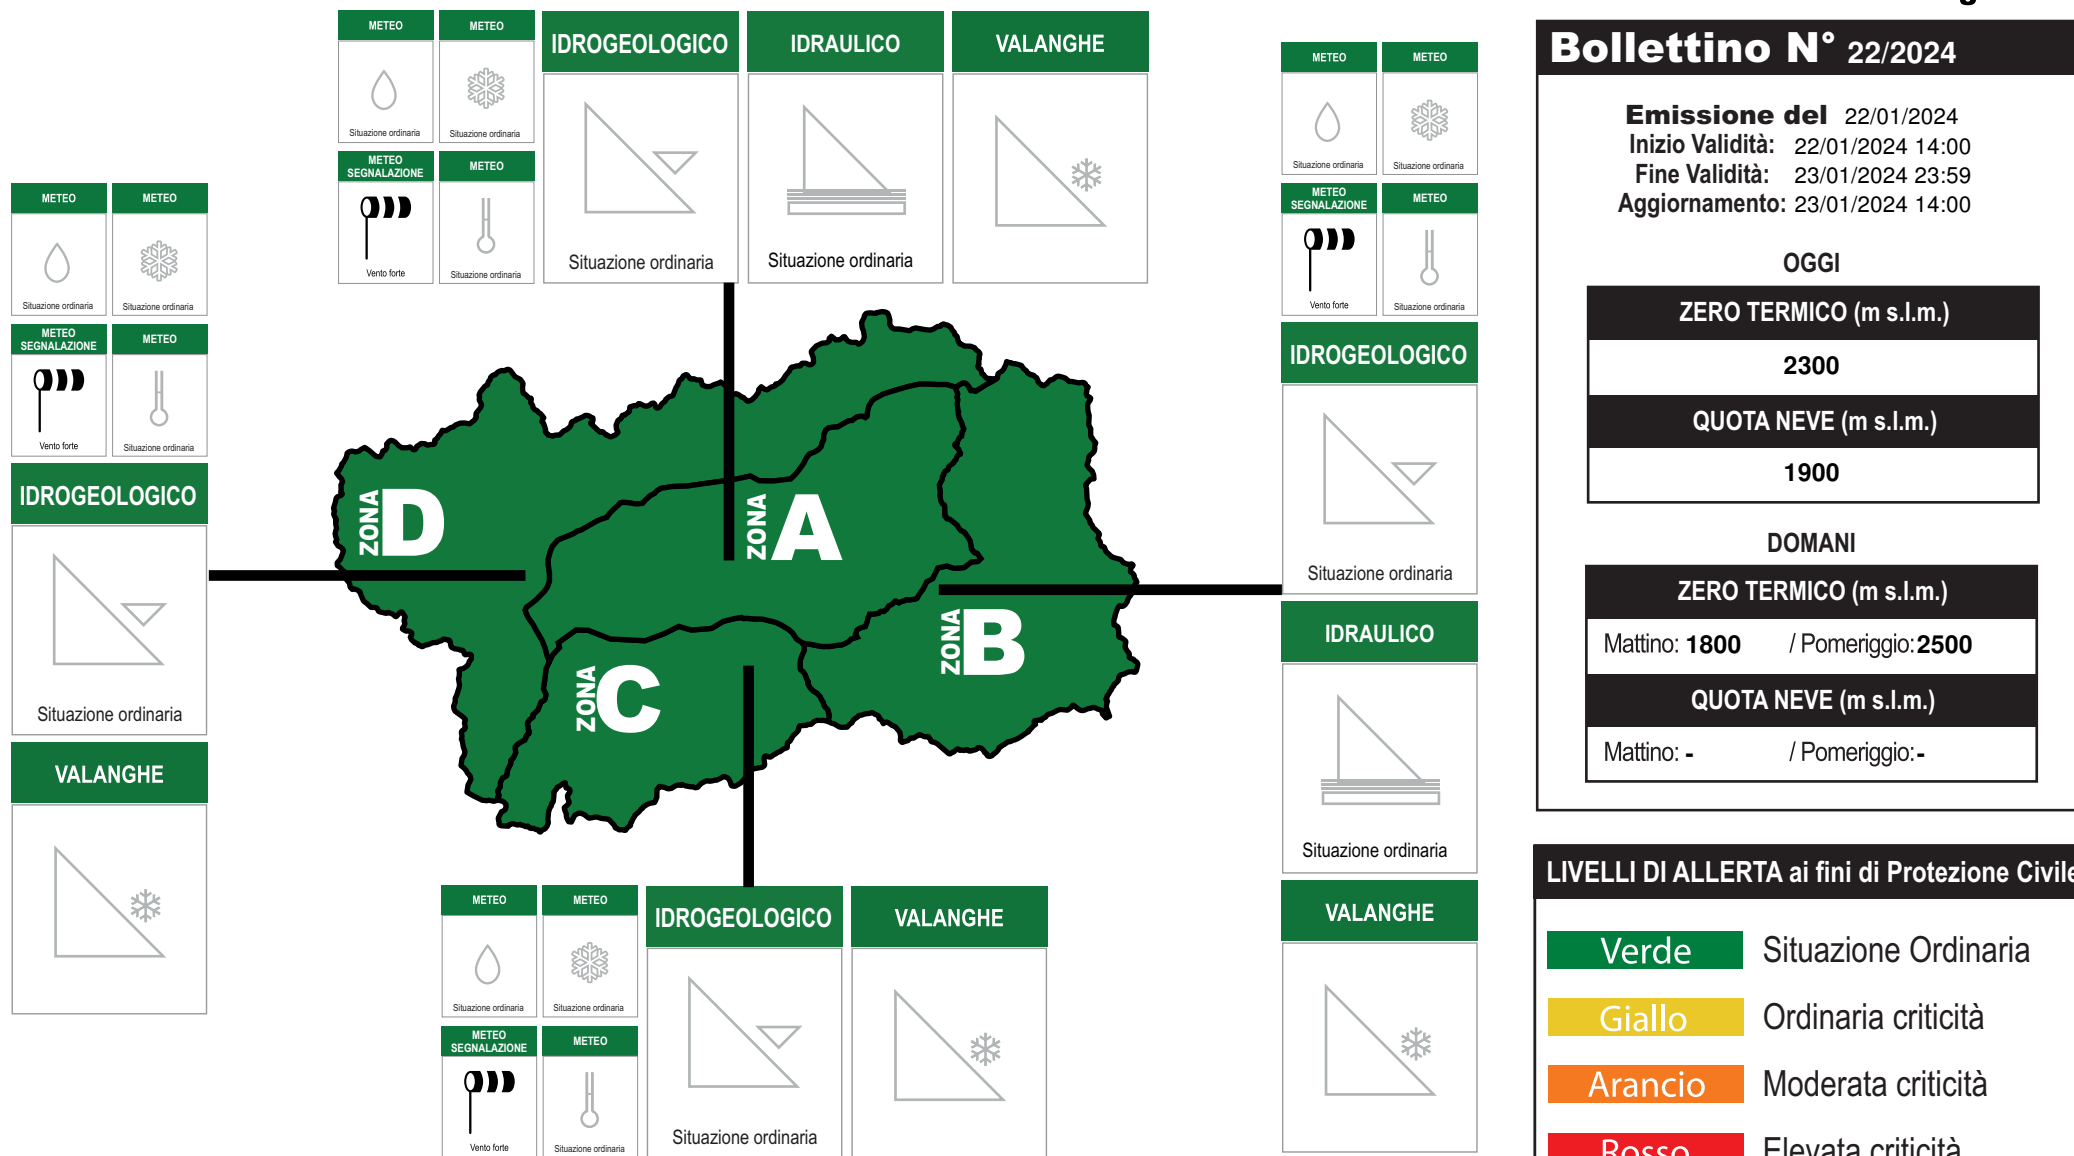 METEO
METEO
Situazione ordinaria
Situazione ordinaria
METEO
SEGNALAZIONE
METEO
Vento forte
Situazione ordinaria
IDROGEOLOGICO
Situazione ordinaria
IDRAULICO
Situazione ordinaria
VALANGHE
METEO
METEO
Situazione ordinaria
Situazione ordinaria
METEO
SEGNALAZIONE
METEO
Vento forte
Situazione ordinaria
IDROGEOLOGICO
Situazione ordinaria
VALANGHE
ZONA D
ZONA A
ZONA B
ZONA C
METEO
METEO
Situazione ordinaria
Situazione ordinaria
METEO
SEGNALAZIONE
METEO
Vento forte
Situazione ordinaria
IDROGEOLOGICO
Situazione ordinaria
VALANGHE
METEO
METEO
Situazione ordinaria
Situazione ordinaria
METEO
SEGNALAZIONE
METEO
Vento forte
Situazione ordinaria
IDROGEOLOGICO
Situazione ordinaria
IDRAULICO
Situazione ordinaria
VALANGHE
Bollettino N° 22/2024
Emissione del 22/01/2024
Inizio Validità: 22/01/2024 14:00
Fine Validità: 23/01/2024 23:59
Aggiornamento: 23/01/2024 14:00
OGGI
ZERO TERMICO (m s.l.m.)
2300
QUOTA NEVE (m s.l.m.)
1900
DOMANI
ZERO TERMICO (m s.l.m.)
Mattino: 1800 / Pomeriggio: 2500
QUOTA NEVE (m s.l.m.)
Mattino: - / Pomeriggio: -
LIVELLI DI ALLERTA ai fini di Protezione Civile
Verde Situazione Ordinaria
Giallo Ordinaria criticità
Arancio Moderata criticità
Rosso Elevata criticità